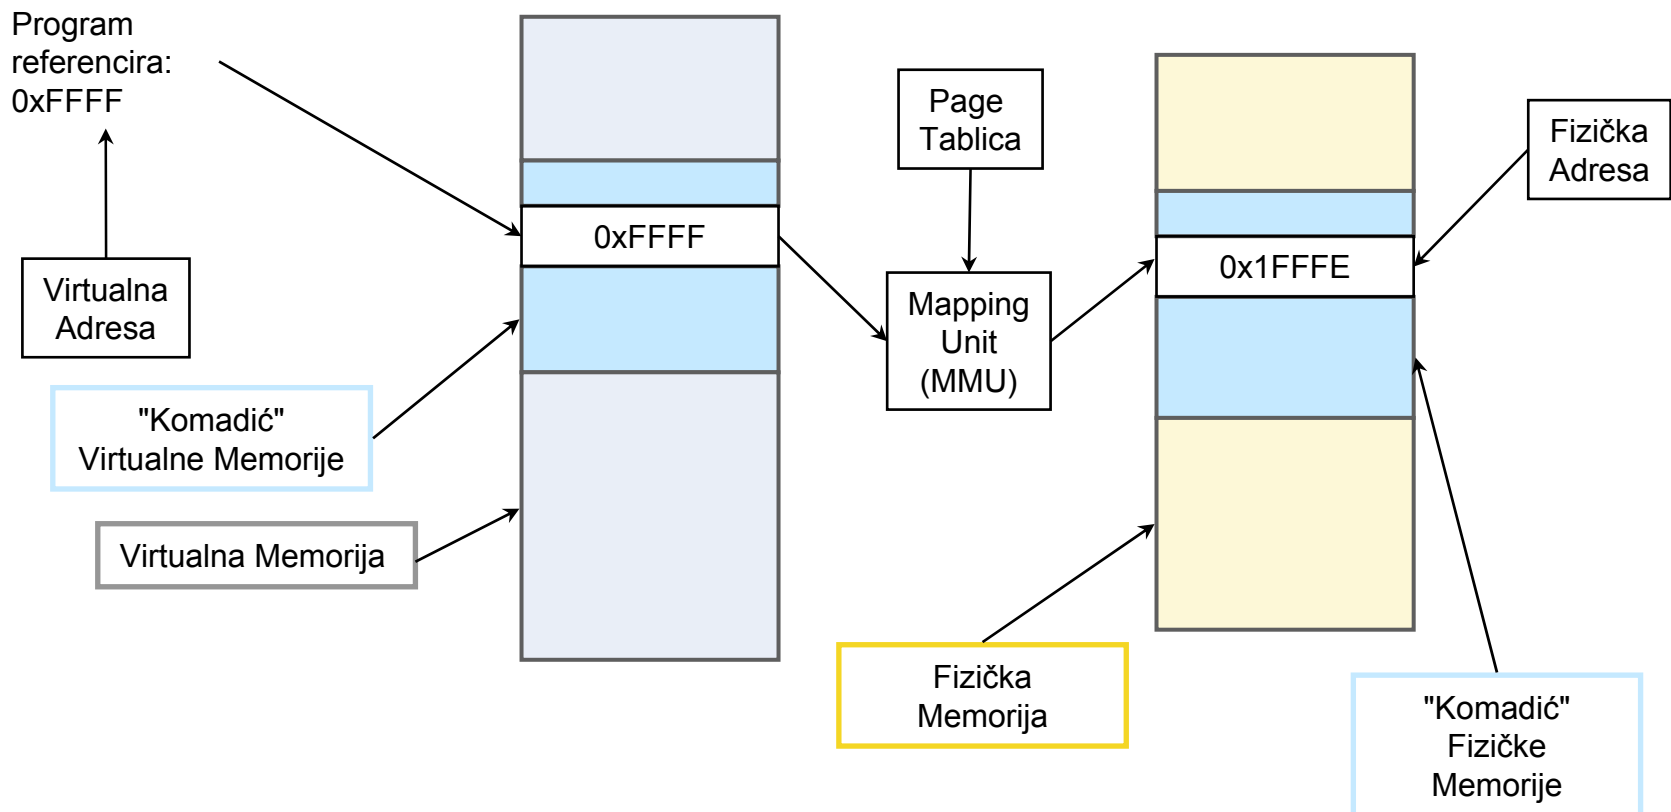 Program
referencira:
0xFFFF
Virtualna
Adresa
"Komadić"
Virtualne Memorije
Virtualna Memorija
0xFFFF
Page
Tablica
Mapping
Unit
(MMU)
Fizička
Memorija
0x1FFFE
Fizička
Adresa
"Komadić"
Fizičke
Memorije